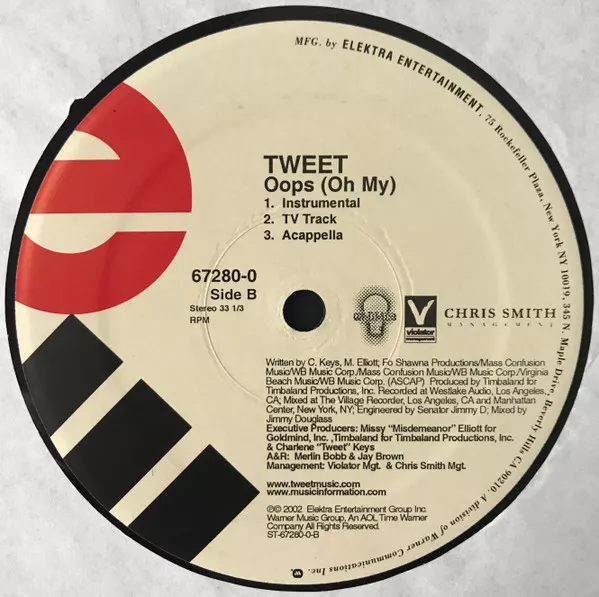 MFG. by ELEKTRA ENTERTAINMENT, 75 Rockefeller Plaza, New York NY 10019, 345 N. Maple Drive, Beverly Hills CA 90210. A division of Warner Communications Inc.
e
TWEET
Oops (Oh My)
1. Instrumental
2. TV Track
3. Acappella
67280-0
Side B
Stereo 33 1/3
RPM
V
violator
management
CHRIS SMITH
MANAGEMENT
Written by C. Keys, M. Elliott; Fo Shawna Productions/Mass Confusion
Music/WB Music Corp./Mass Confusion Music/WB Music Corp./Virginia
Beach Music/WB Music Corp. (ASCAP) Produced by Timbaland for
Timbaland Productions, Inc. Recorded at Westlake Audio, Los Angeles,
CA; Mixed at The Village Recorder, Los Angeles, CA and Manhattan
Center, New York, NY; Engineered by Senator Jimmy D; Mixed by
Jimmy Douglass
Executive Producers: Missy "Misdemeanor" Elliott for
Goldmind, Inc. ,Timbaland for Timbaland Productions, Inc.
& Charlene "Tweet" Keys
A&R: Merlin Bobb & Jay Brown
Management: Violator Mgt. & Chris Smith Mgt.
www.tweetmusic.com
www.musicinformation.com
℗© 2002 Elektra Entertainment Group Inc.
Warner Music Group, An AOL Time Warner
Company All Rights Reserved.
ST-67280-0-B